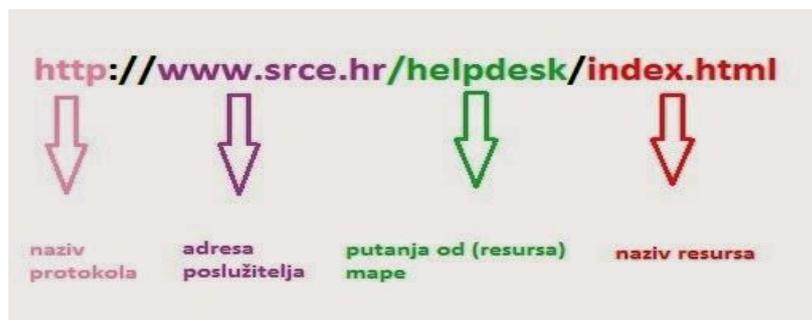 http://www.srce.hr/helpdesk/index.html
naziv
protokola
adresa
poslužitelja
putanja od (resursa)
mape
naziv resursa